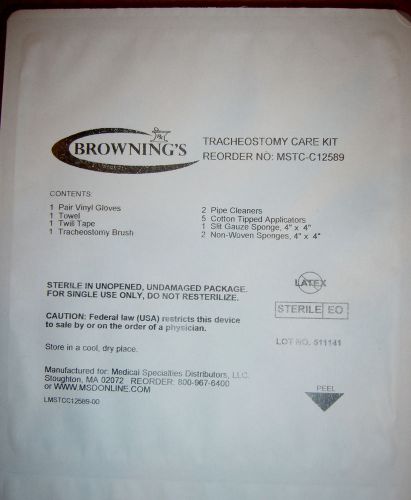 BROWNING'S
TRACHEOSTOMY CARE KIT
REORDER NO: MSTC-C12589
CONTENTS:
1 Pair Vinyl Gloves
1 Towel
1 Twill Tape
1 Tracheostomy Brush
2 Pipe Cleaners
5 Cotton Tipped Applicators
1 Slit Gauze Sponge, 4" x 4"
2 Non-Woven Sponges, 4" x 4"
STERILE IN UNOPENED, UNDAMAGED PACKAGE.
FOR SINGLE USE ONLY, DO NOT RESTERILIZE.
CAUTION: Federal law (USA) restricts this device
to sale by or on the order of a physician.
Store in a cool, dry place.
LATEX
STERILE EO
LOT NO. 511141
Manufactured for: Medical Specialties Distributors, LLC.
Stoughton, MA 02072 REORDER: 800-967-6400
or WWW.MSDONLINE.COM
LMSTCC12589-00
PEEL